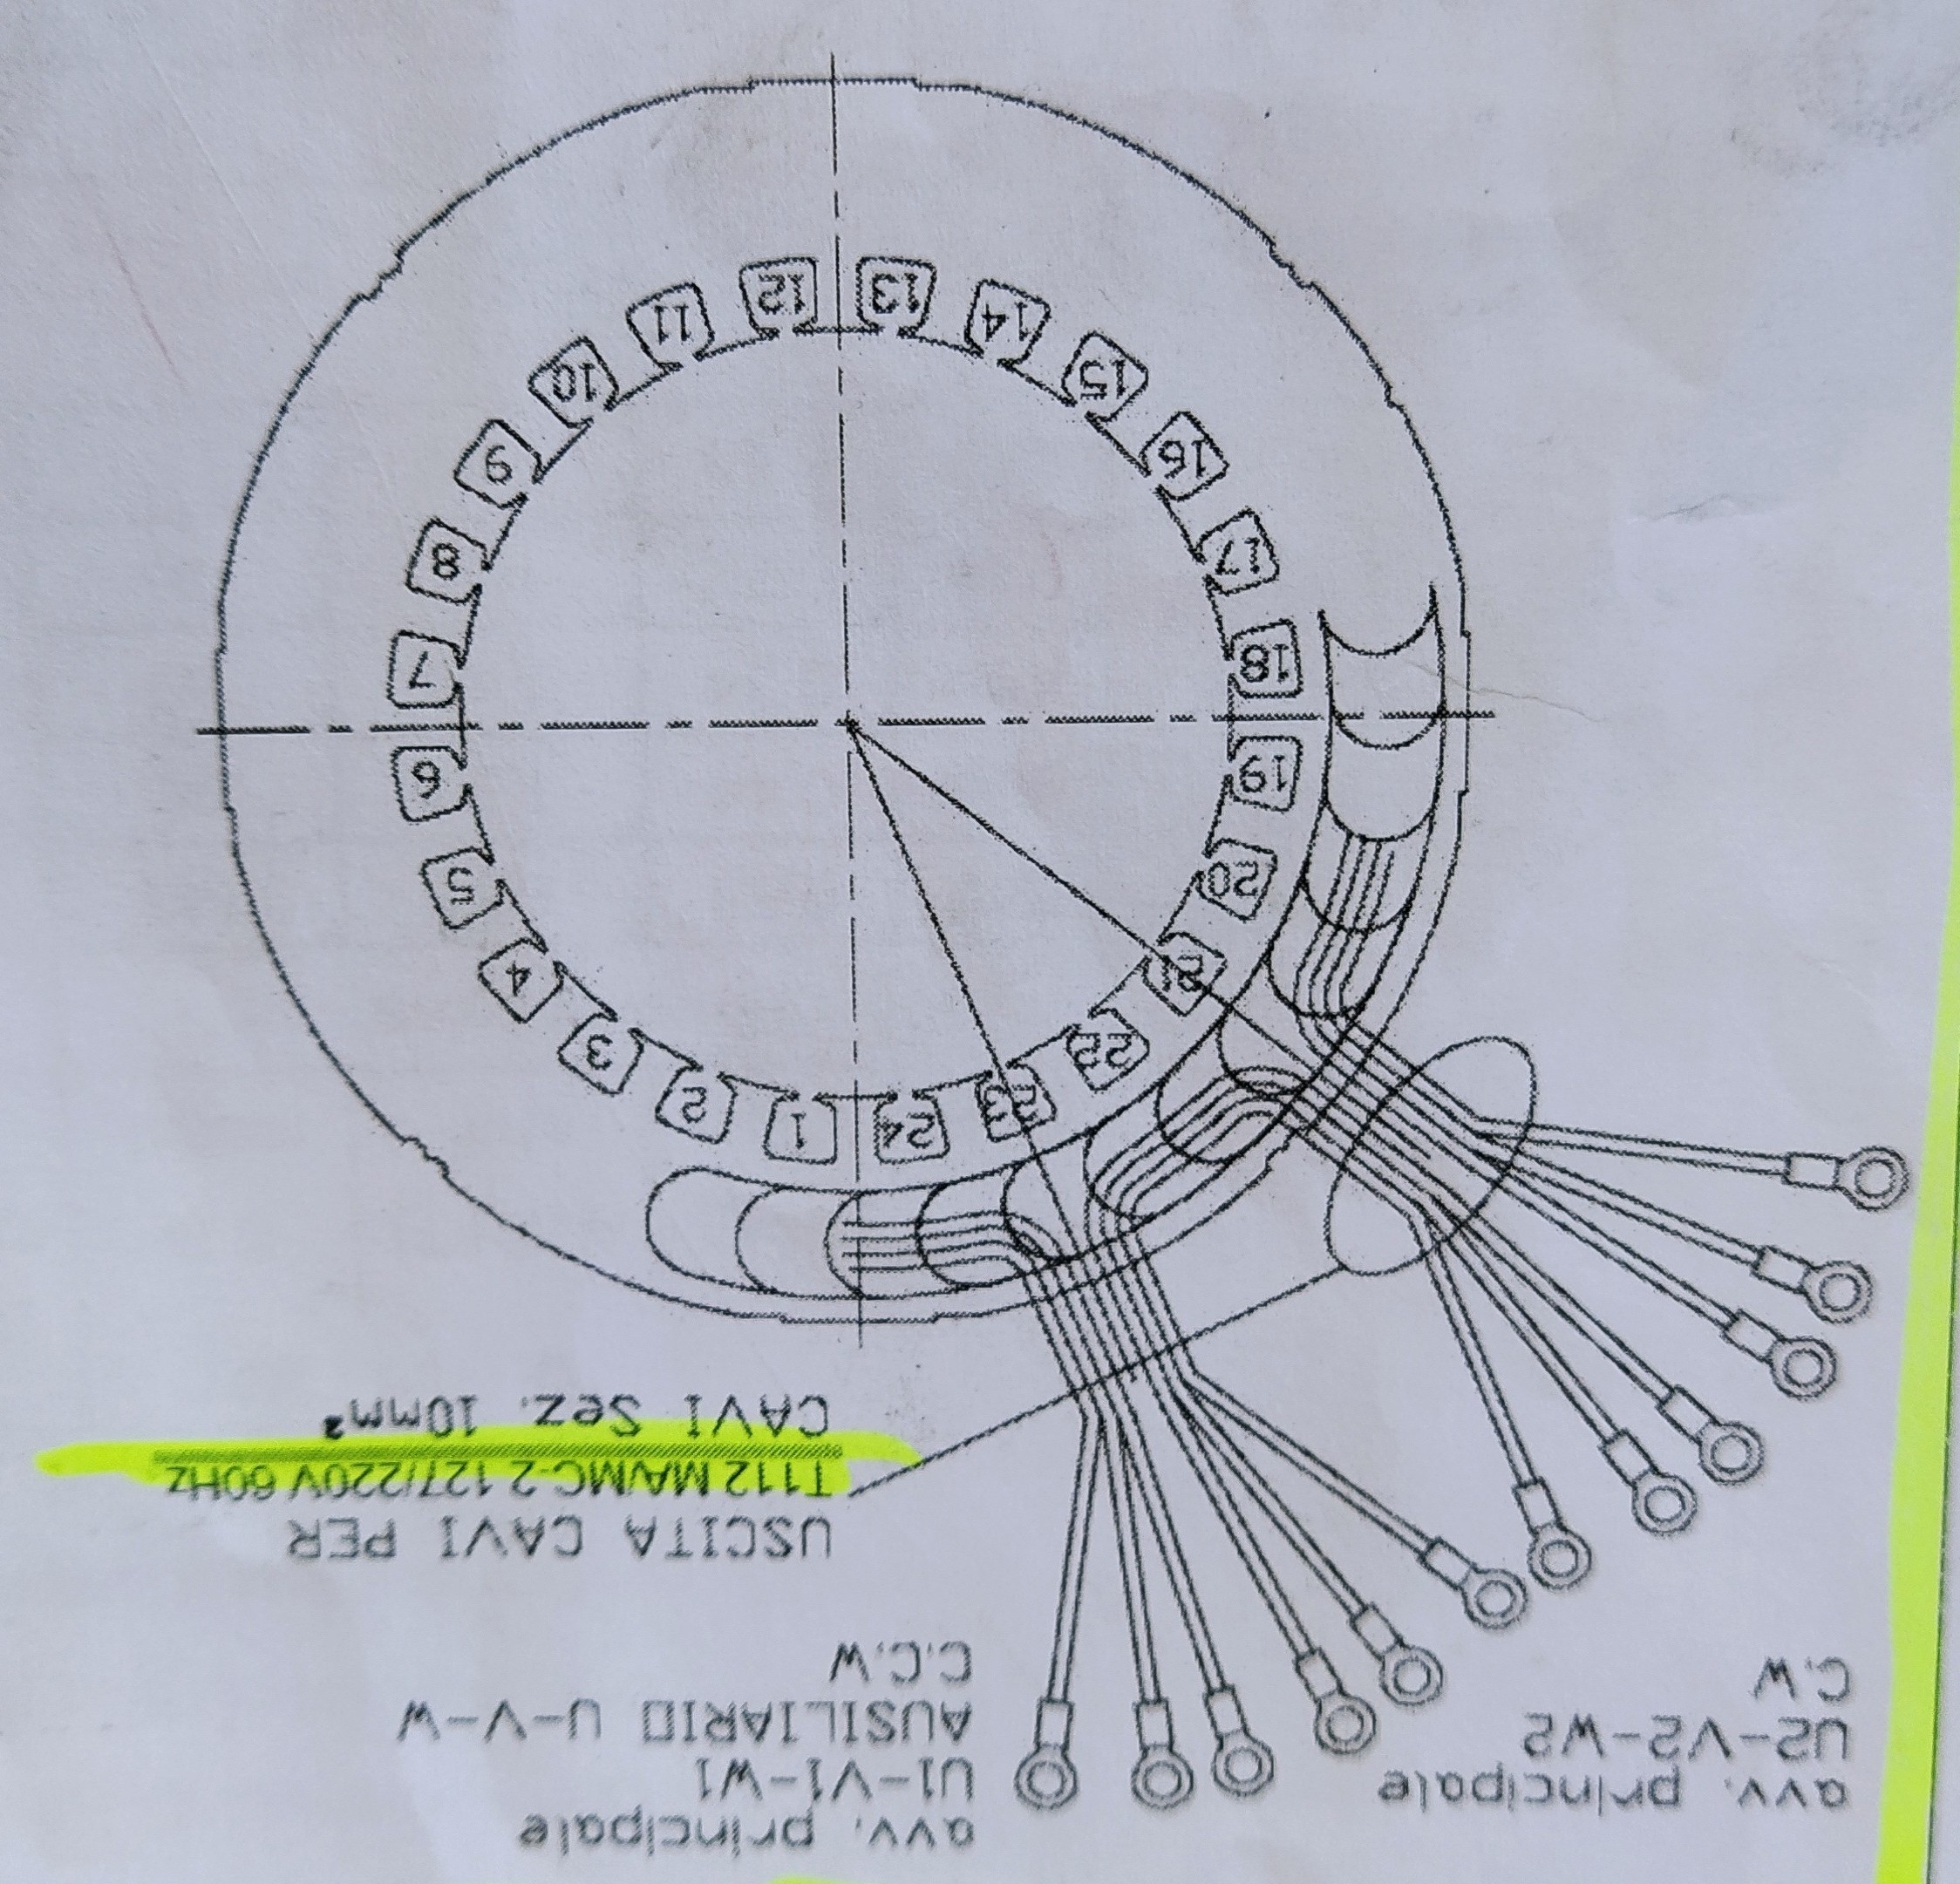 avv. principale
U2-V2-W2
C.W
avv. principale
U1-V1-W1
AUSILIARIO U-V-W
C.C.W
USCITA CAVI PER
T112 MA/MC-2 127/220V 60Hz
CAVI Sez. 10mm²
1
2
3
4
5
6
7
8
9
10
11
12
13
14
15
16
17
18
19
20
21
22
23
24